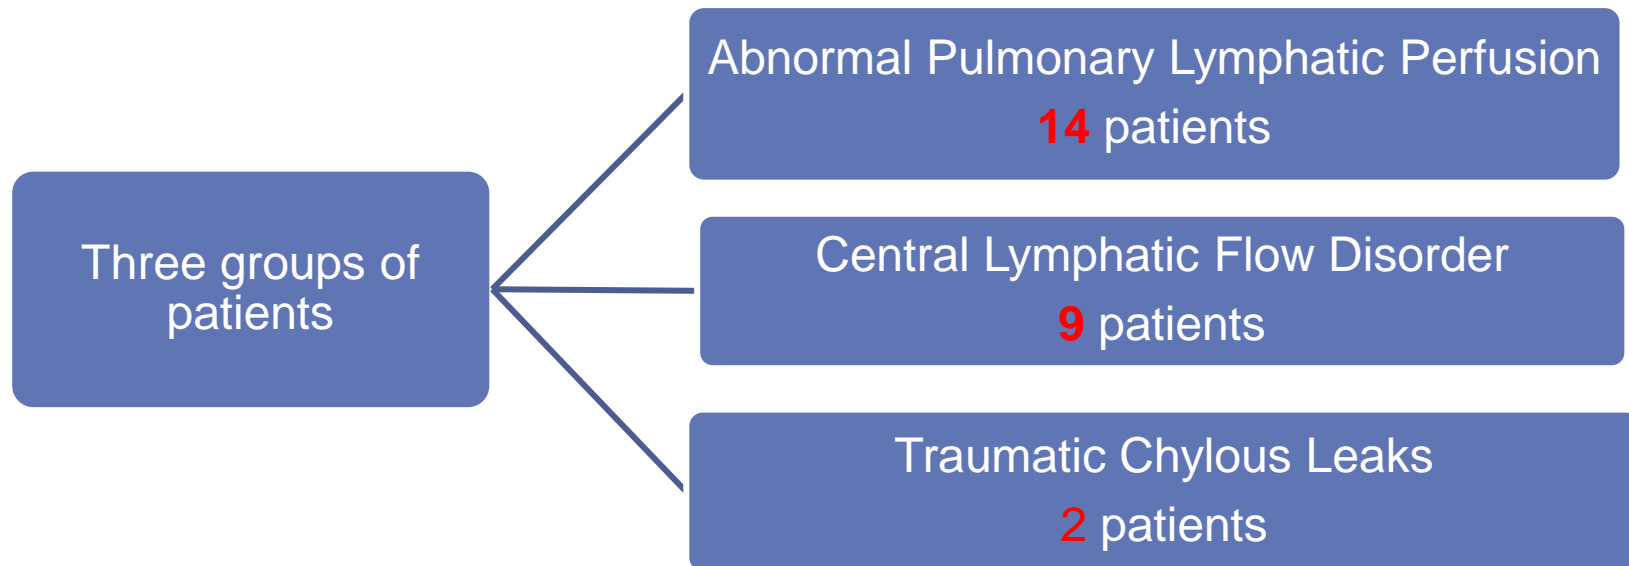 Three groups of
patients
Abnormal Pulmonary Lymphatic Perfusion
14 patients
Central Lymphatic Flow Disorder
9 patients
Traumatic Chylous Leaks
2 patients